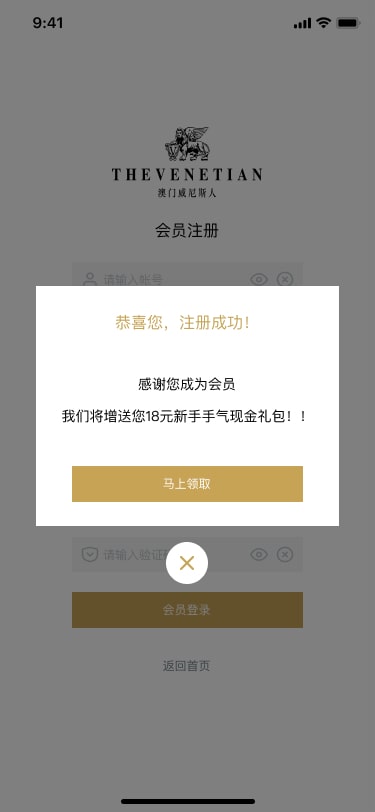 9:41
THEVENETIAN
澳门威尼斯人
会员注册
请输入帐号
恭喜您，注册成功！
感谢您成为会员
我们将增送您18元新手手气现金礼包！！
马上领取
请输入验证
会员登录
返回首页